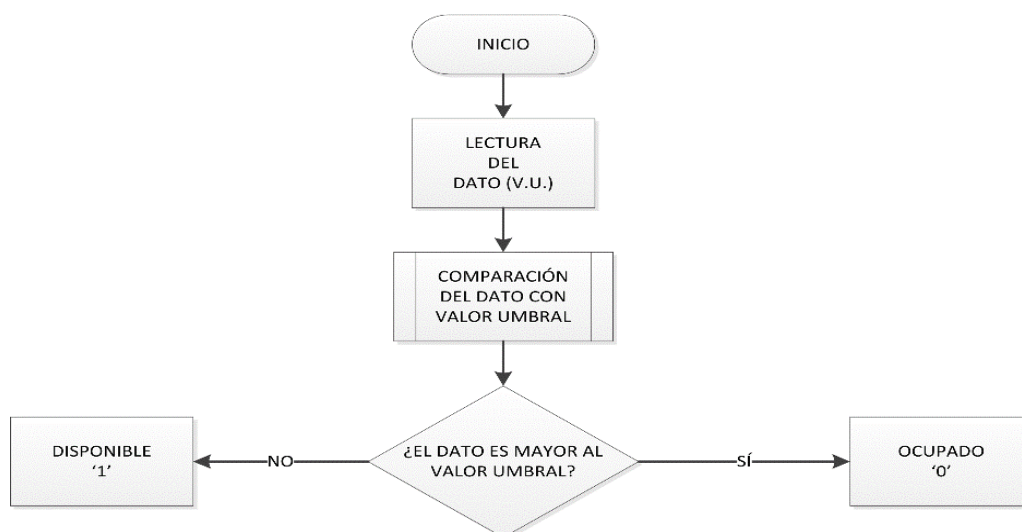 INICIO
LECTURA
DEL
DATO (V.U.)
COMPARACIÓN
DEL DATO CON
VALOR UMBRAL
¿EL DATO ES MAYOR AL
VALOR UMBRAL?
NO
SÍ
DISPONIBLE
‘1’
OCUPADO
‘0’